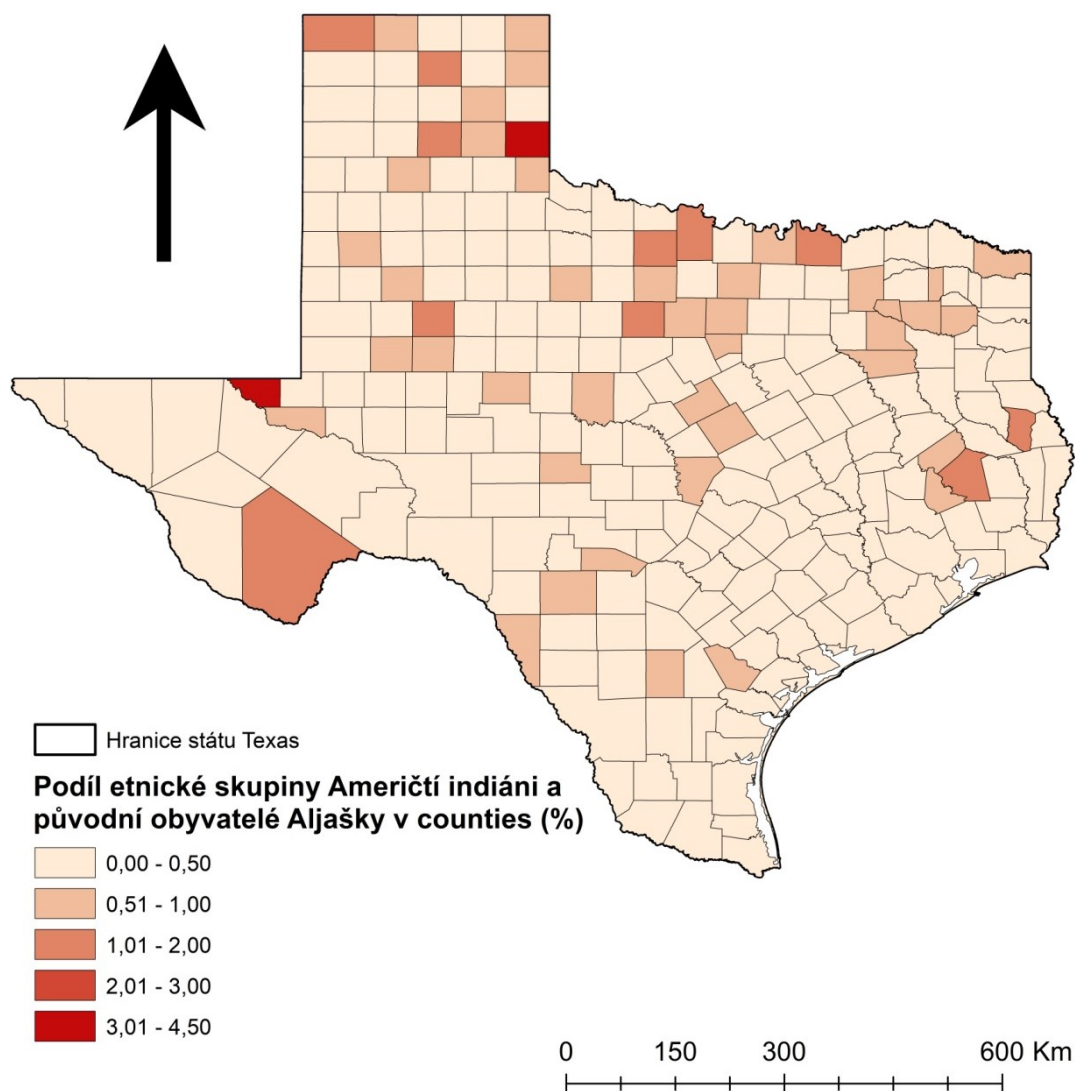 Hranice státu Texas
Podíl etnické skupiny Američtí indiáni a
původní obyvatelé Aljašky v counties (%)
0,00 - 0,50
0,51 - 1,00
1,01 - 2,00
2,01 - 3,00
3,01 - 4,50
0 150 300 600 Km